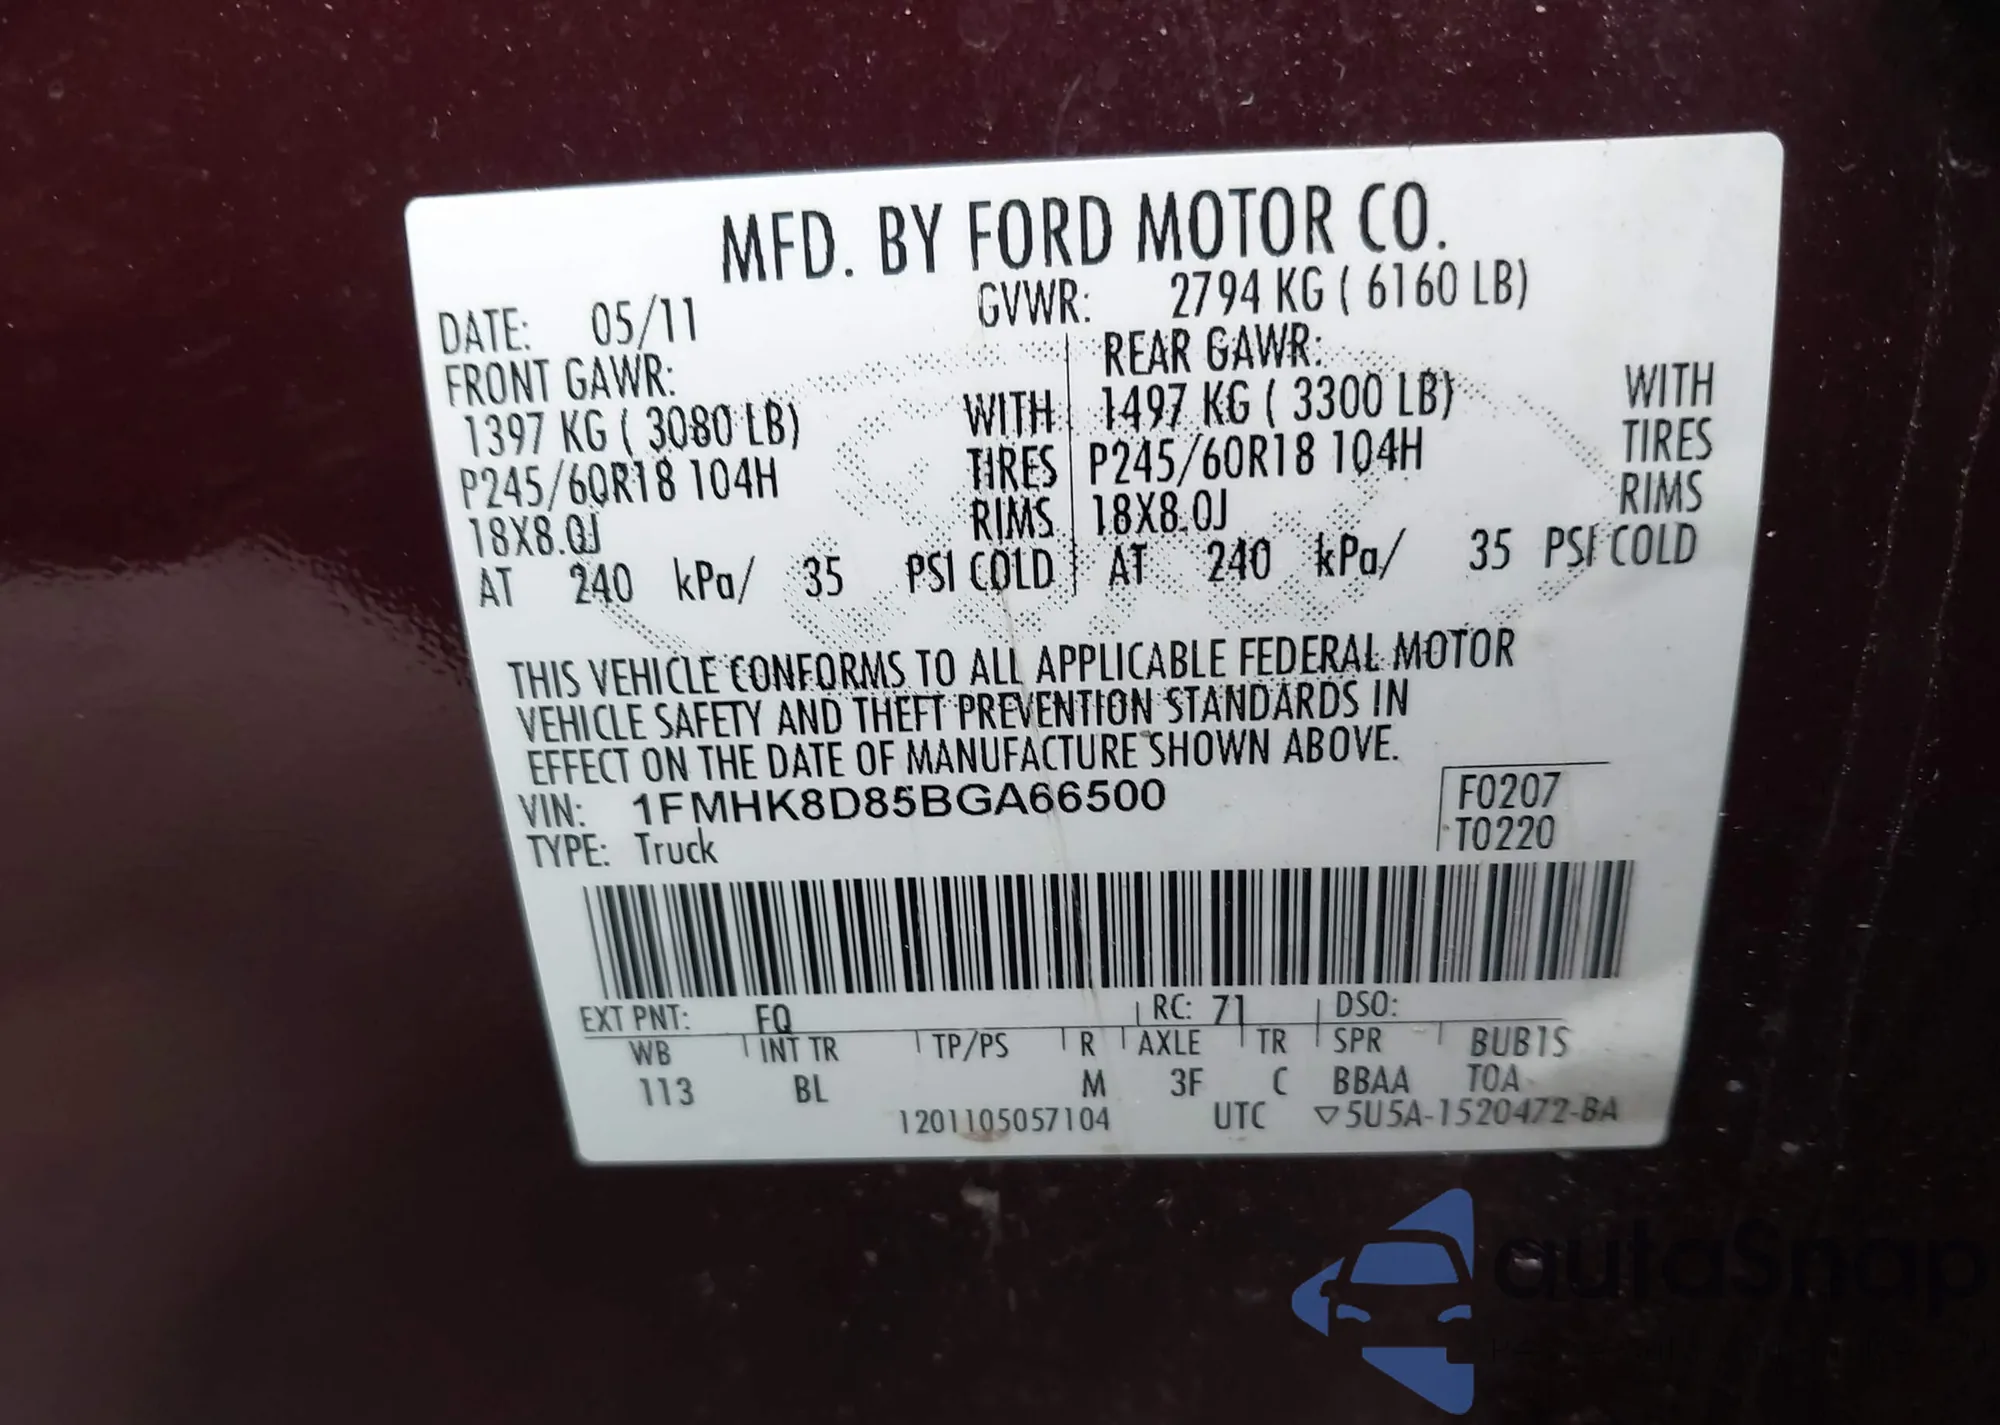 MFD. BY FORD MOTOR CO.
DATE: 05/11 GVWR: 2794 KG ( 6160 LB)
FRONT GAWR: REAR GAWR:
1397 KG ( 3080 LB) WITH 1497 KG ( 3300 LB) WITH
P245/60R18 104H TIRES P245/60R18 104H TIRES
18X8.0J RIMS 18X8.0J RIMS
AT 240 kPa/ 35 PSI COLD AT 240 kPa/ 35 PSI COLD
THIS VEHICLE CONFORMS TO ALL APPLICABLE FEDERAL MOTOR
VEHICLE SAFETY AND THEFT PREVENTION STANDARDS IN
EFFECT ON THE DATE OF MANUFACTURE SHOWN ABOVE.
VIN: 1FMHK8D85BGA66500 F0207
TYPE: Truck T0220
EXT PNT: FQ RC: 71 DSO:
WB INT TR TP/PS R AXLE TR SPR BUB1S
113 BL M 3F C BBAA TOA
1201105057104 UTC ▽5U5A-1520472-BA
autoSnap